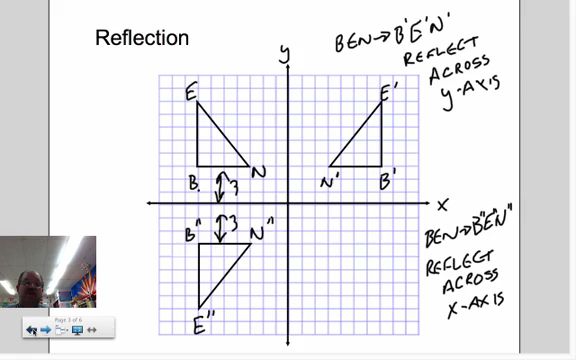 Reflection
BEN→B'E'N'
REFLECT
ACROSS
y-AXIS
y
E
E'
B.
N
N'
B'
3
x
3
B"
N"
E"
BEN→B"E"N"
REFLECT
ACROSS
x-AXIS
Page 3 of 6